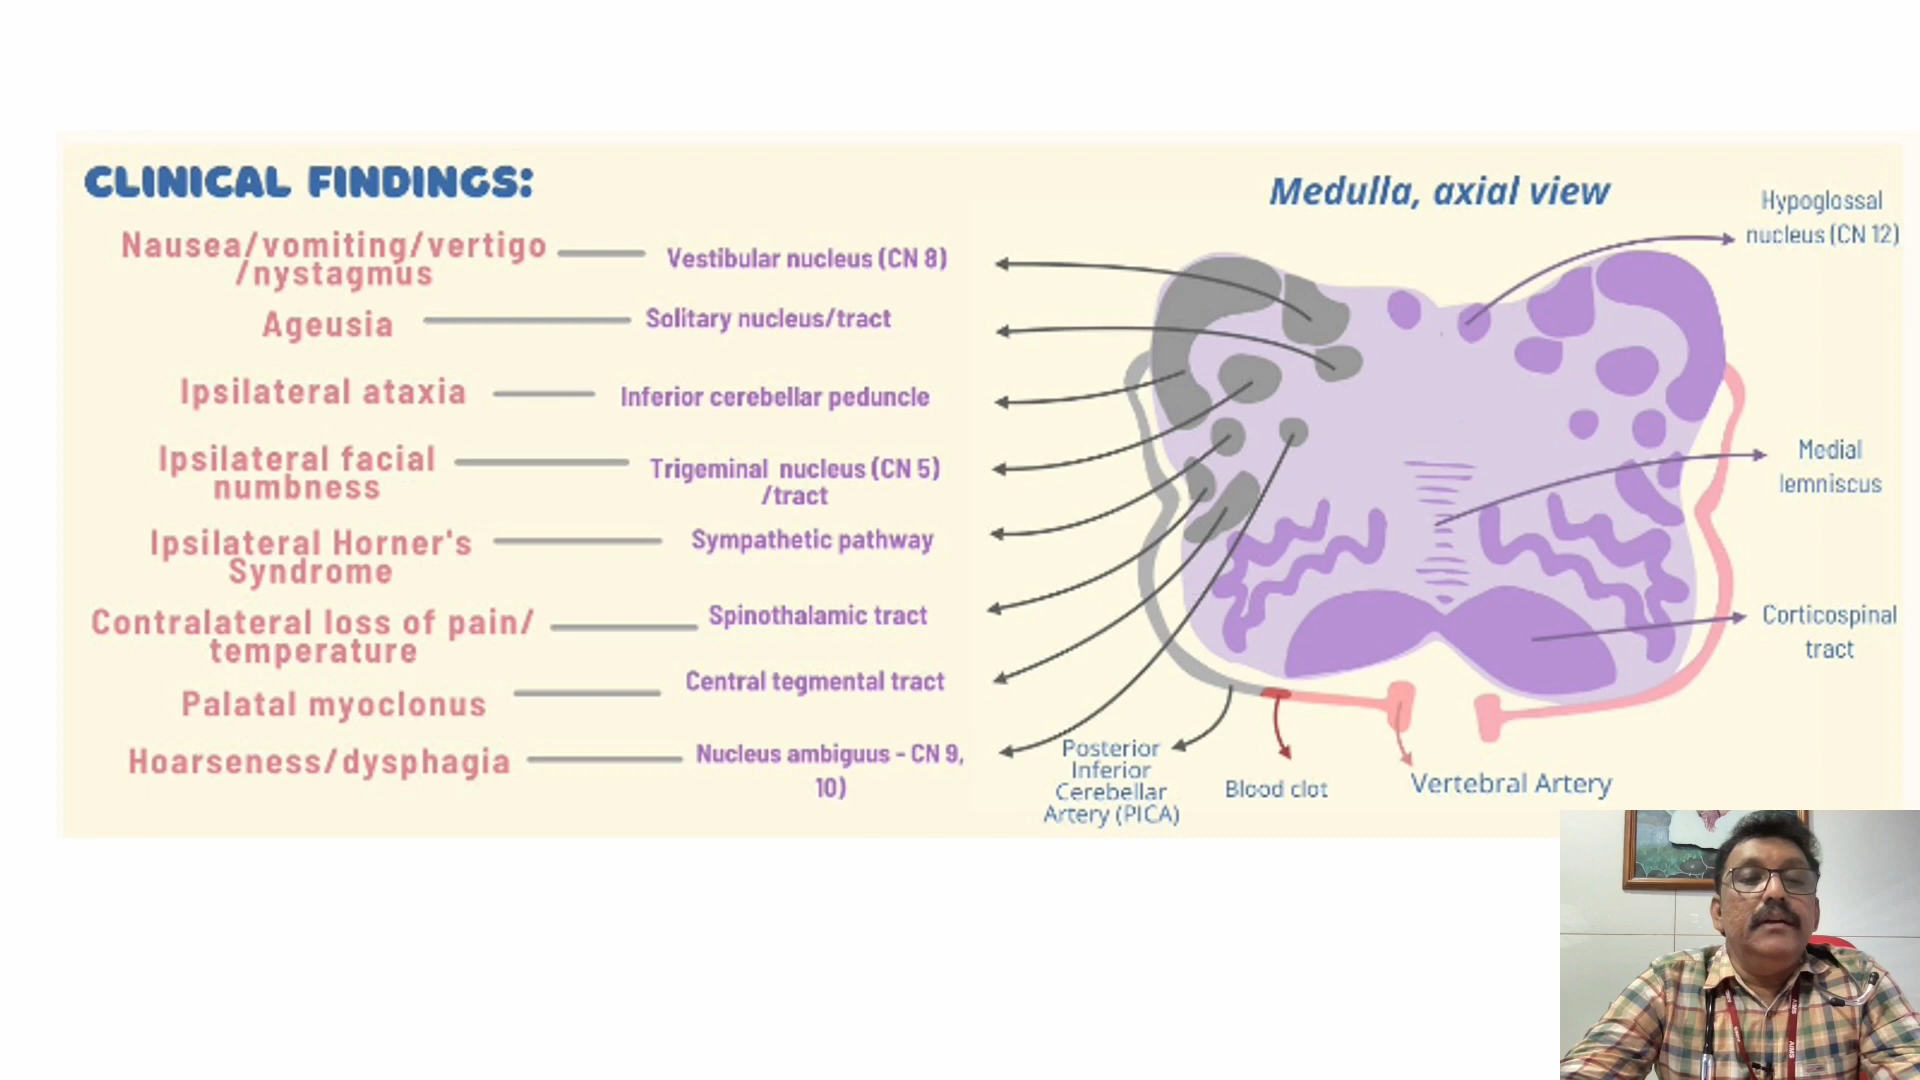 CLINICAL FINDINGS:
Nausea/vomiting/vertigo
/nystagmus
Vestibular nucleus (CN 8)
Ageusia
Solitary nucleus/tract
Ipsilateral ataxia
Inferior cerebellar peduncle
Ipsilateral facial
numbness
Trigeminal nucleus (CN 5)
/tract
Ipsilateral Horner's
Syndrome
Sympathetic pathway
Contralateral loss of pain/
temperature
Spinothalamic tract
Palatal myoclonus
Central tegmental tract
Hoarseness/dysphagia
Nucleus ambiguus - CN 9,
10)
Medulla, axial view
Hypoglossal
nucleus (CN 12)
Medial
lemniscus
Corticospinal
tract
Posterior
Inferior
Cerebellar
Artery (PICA)
Blood clot
Vertebral Artery